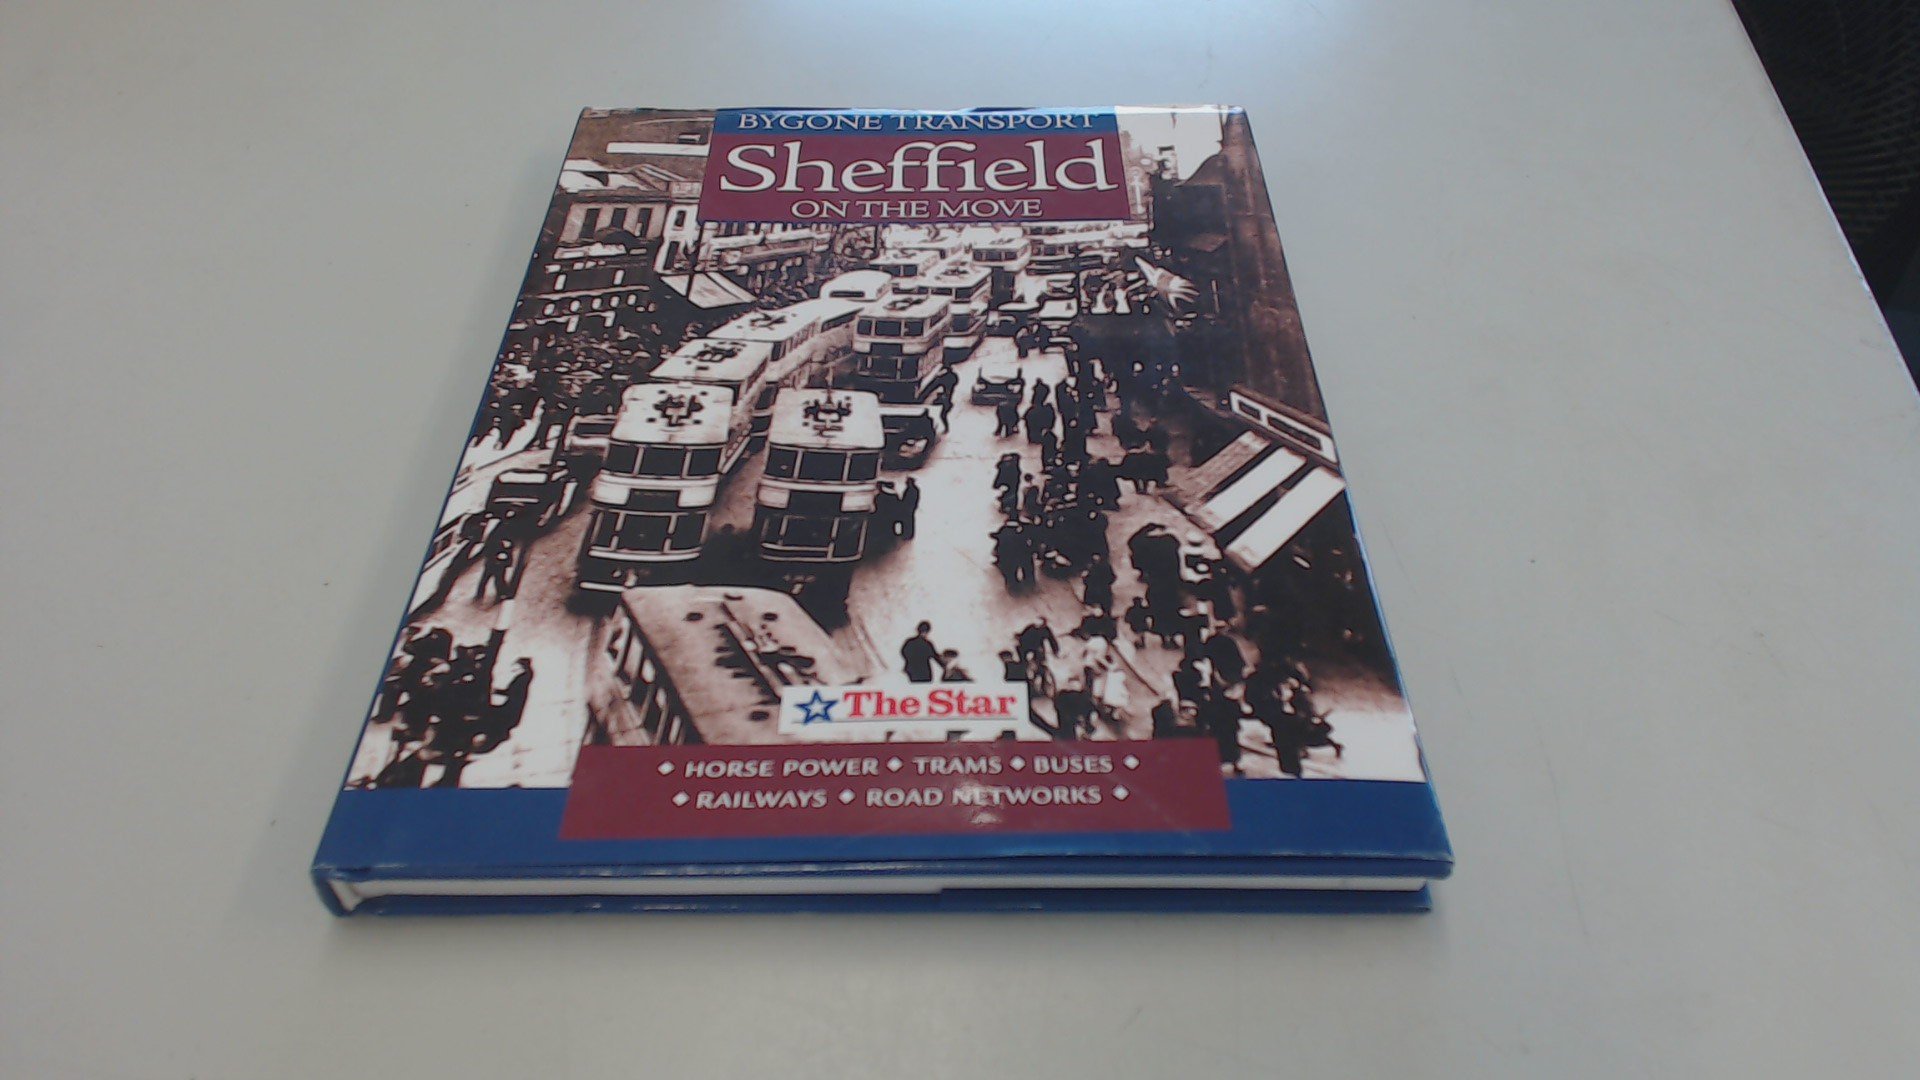 BYGONE TRANSPORT
Sheffield
ON THE MOVE
The Star
◆ HORSE POWER ◆ TRAMS ◆ BUSES ◆
◆ RAILWAYS ◆ ROAD NETWORKS ◆